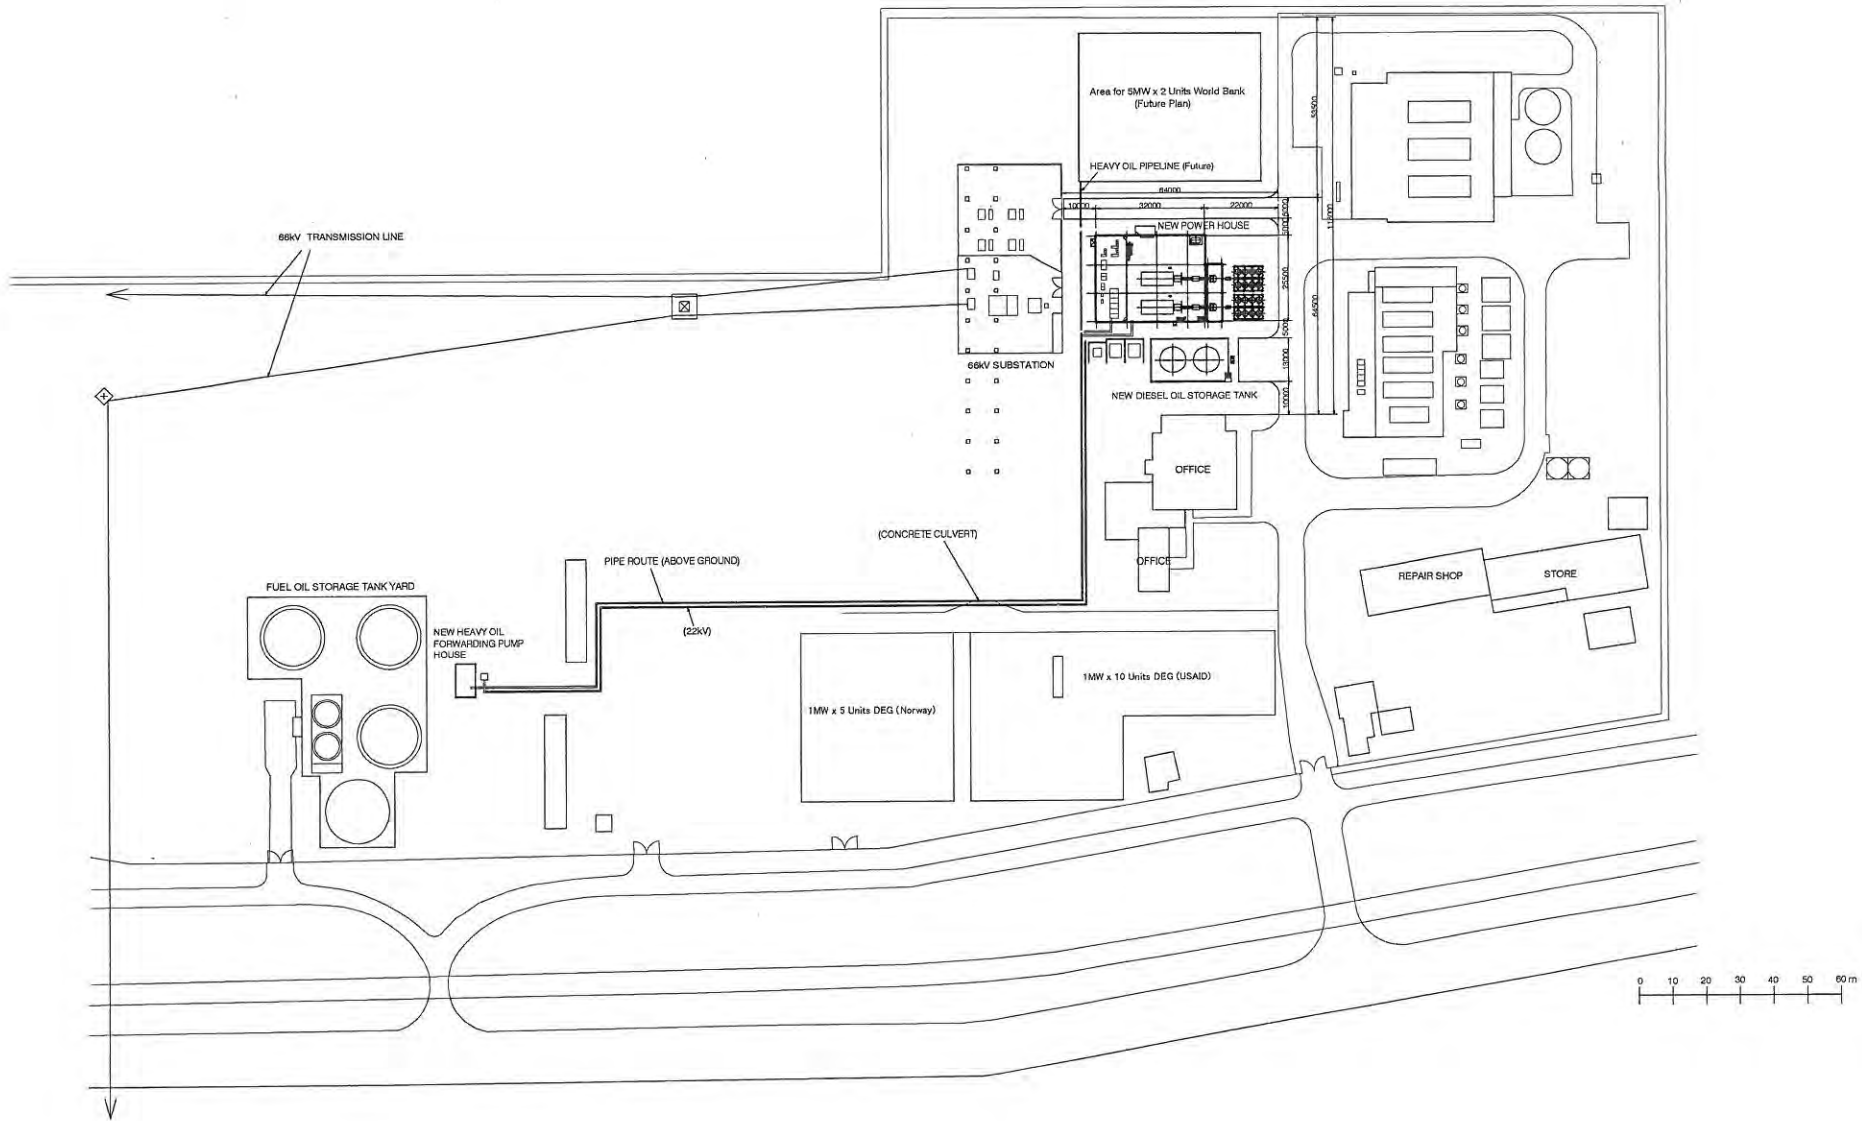 Area for 5MW x 2 Units World Bank
(Future Plan)
53500
HEAVY OIL PIPELINE (Future)
64000
10000
32000
22000
5000
5000
NEW POWER HOUSE
66kV TRANSMISSION LINE
25500
64500
5000
66kV SUBSTATION
13000
NEW DIESEL OIL STORAGE TANK
10000
OFFICE
(CONCRETE CULVERT)
PIPE ROUTE (ABOVE GROUND)
OFFICE
REPAIR SHOP
STORE
FUEL OIL STORAGE TANK YARD
(22kV)
NEW HEAVY OIL
FORWARDING PUMP
HOUSE
1MW x 10 Units DEG (USAID)
1MW x 5 Units DEG (Norway)
0 10 20 30 40 50 60 m